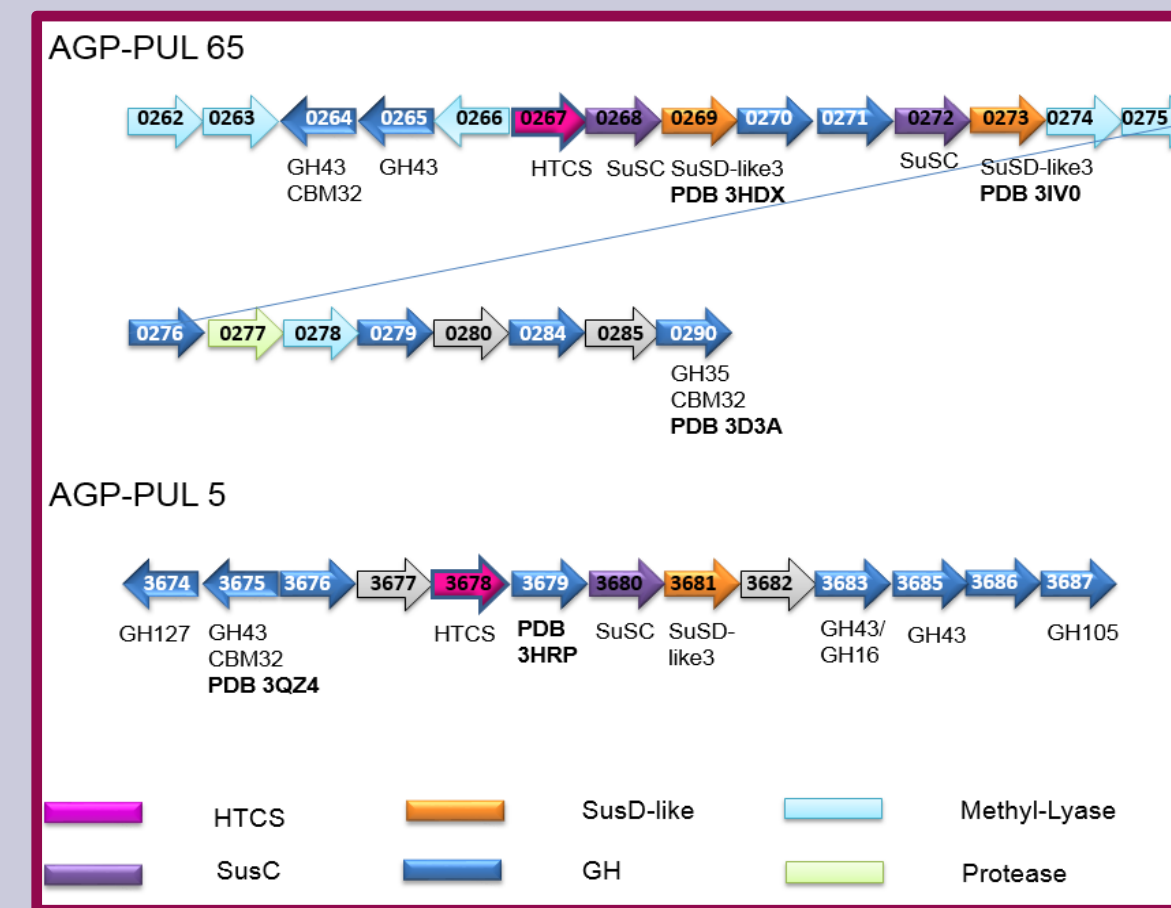 AGP-PUL 65
0262 0263 0264 0265 0266 0267 0268 0269 0270 0271 0272 0273 0274 0275
GH43 GH43 HTCS SuSC SuSD-like3 SuSC SuSD-like3
CBM32 PDB 3HDX PDB 3IV0
0276 0277 0278 0279 0280 0284 0285 0290
GH35
CBM32
PDB 3D3A
AGP-PUL 5
3674 3675 3676 3677 3678 3679 3680 3681 3682 3683 3685 3686 3687
GH127 GH43 HTCS PDB SuSC SuSD- GH43/ GH43 GH105
CBM32 3HRP like3 GH16
PDB 3QZ4
HTCS SusD-like Methyl-Lyase
SusC GH Protease